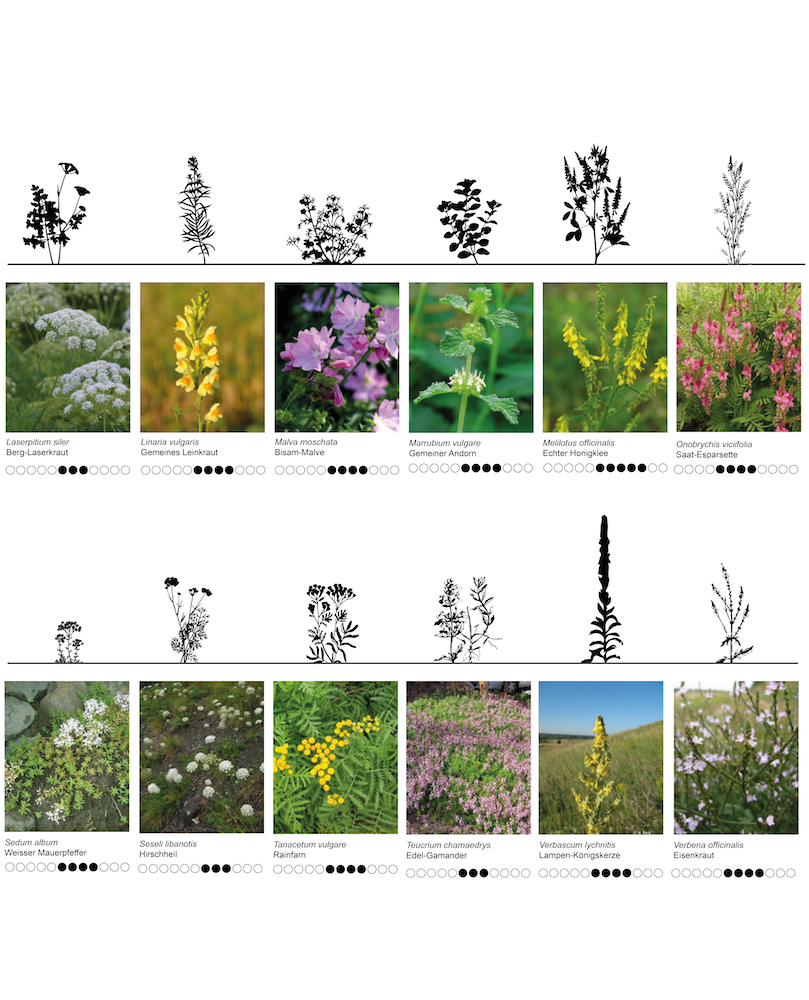 Laserpitium siler
Berg-Laserkraut
Linaria vulgaris
Gemeines Leinkraut
Malva moschata
Bisam-Malve
Marrubium vulgare
Gemeiner Andorn
Melilotus officinalis
Echter Honigklee
Onobrychis viciifolia
Saat-Esparsette
Sedum album
Weisser Mauerpfeffer
Seseli libanotis
Hirschheil
Tanacetum vulgare
Rainfarn
Teucrium chamaedrys
Edel-Gamander
Verbascum lychnitis
Lampen-Königskerze
Verbena officinalis
Eisenkraut